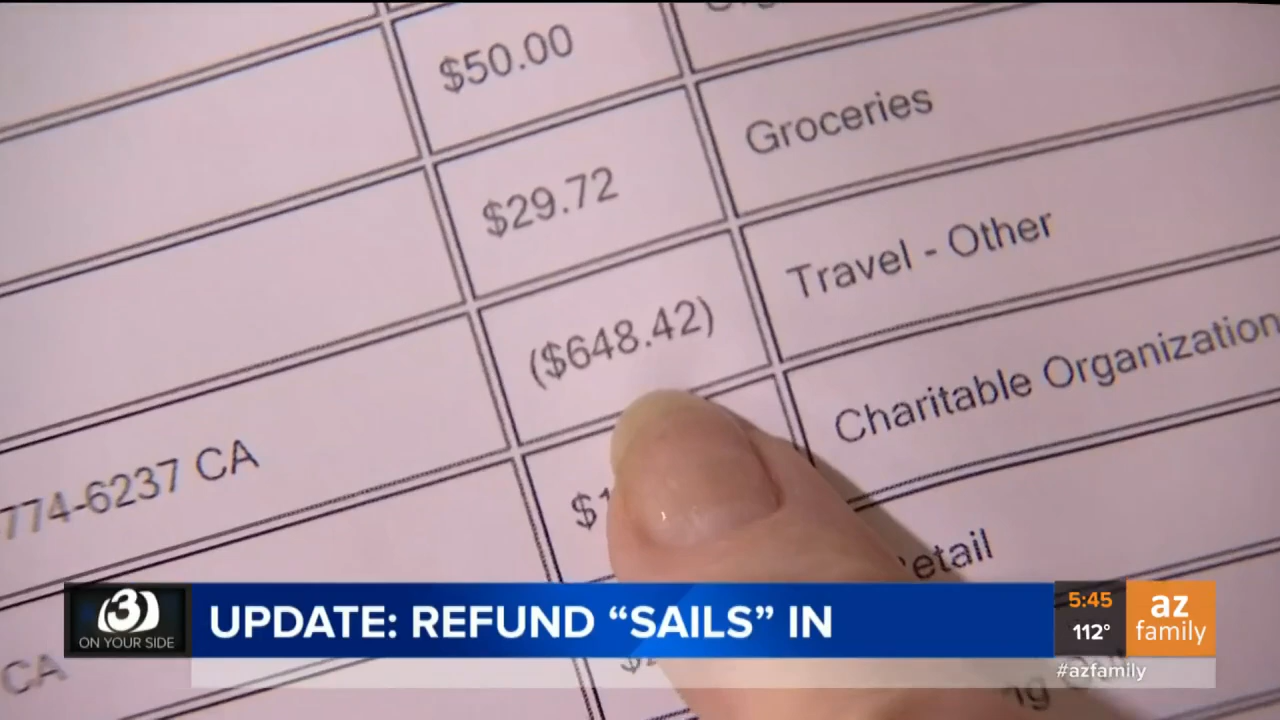 $50.00
Groceries
$29.72
Travel - Other
($648.42)
Charitable Organization
774-6237 CA
$1
etail
CA
3
ON YOUR SIDE
UPDATE: REFUND “SAILS” IN
5:45
112°
az
family
#azfamily